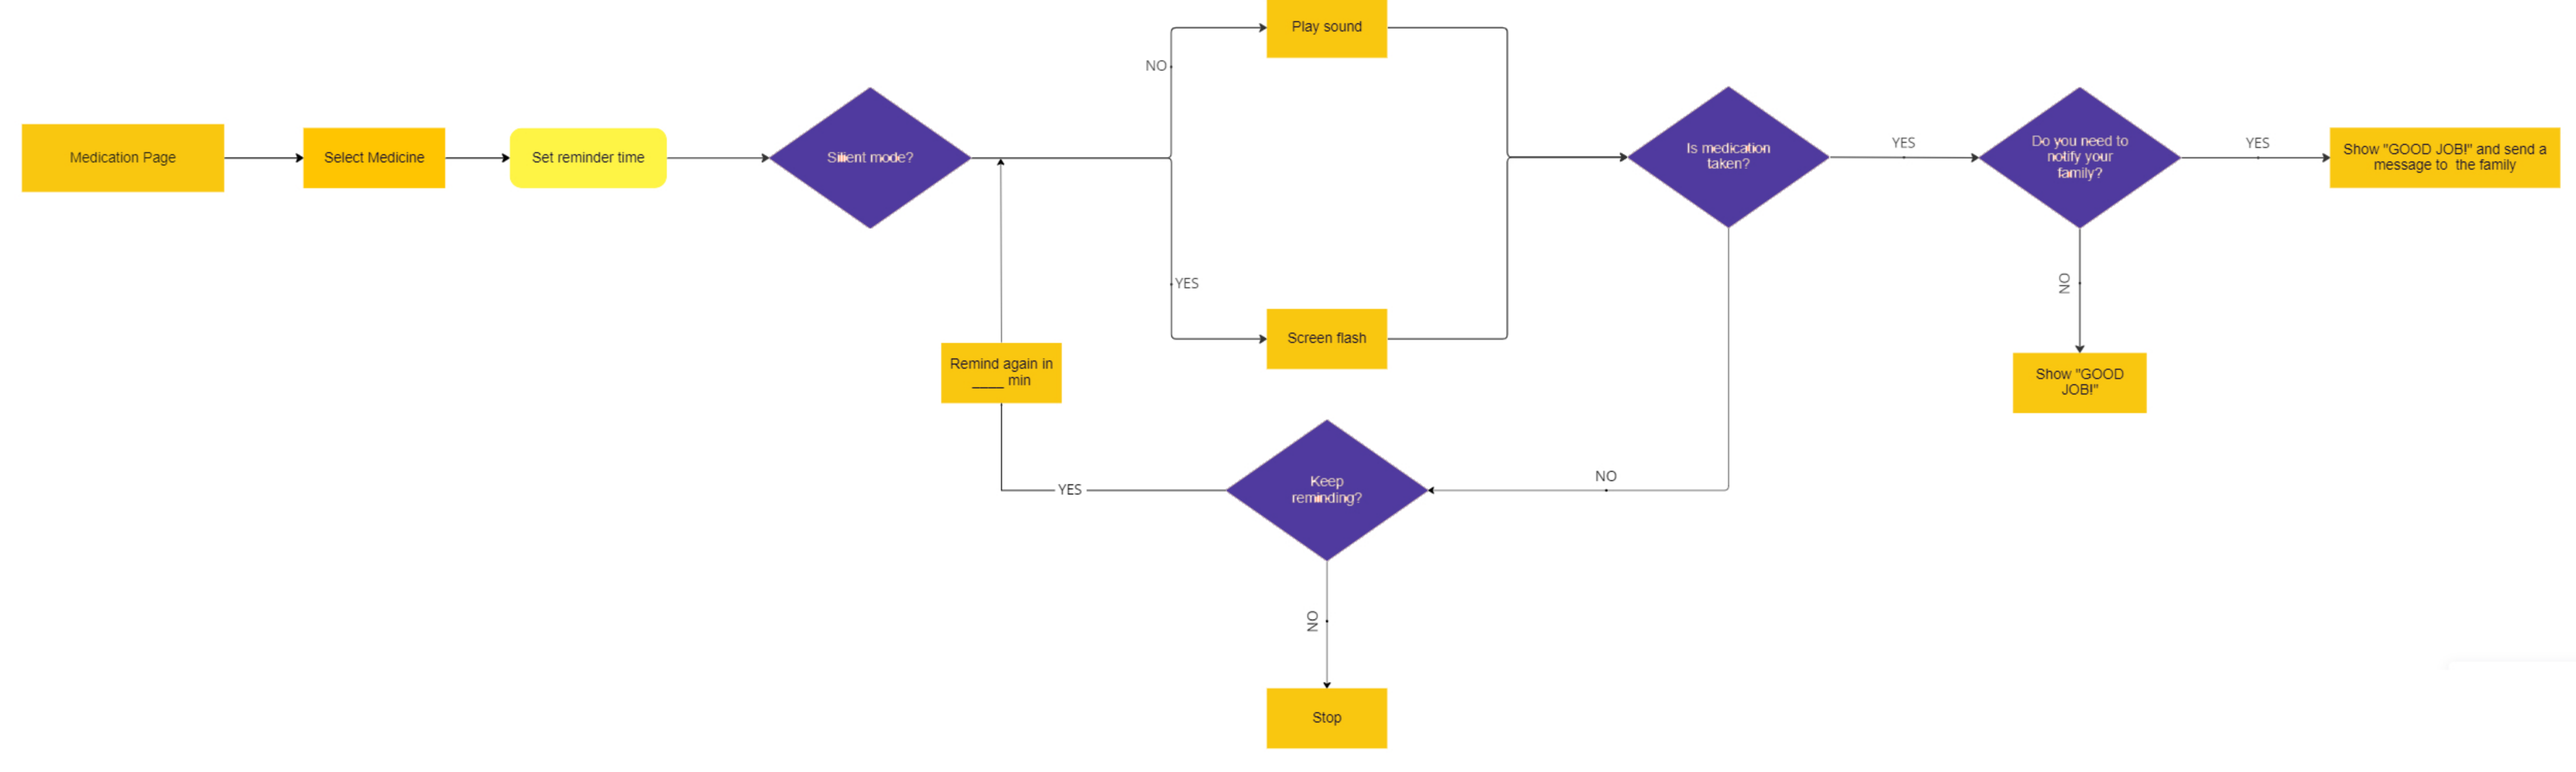 Play sound
NO
Medication Page
Select Medicine
Set reminder time
Silient mode?
Is medication
taken?
YES
Do you need to
notify your
family?
YES
Show "GOOD JOB!" and send a
message to the family
YES
NO
Screen flash
Remind again in
____ min
Show "GOOD
JOB!"
Keep
reminding?
YES
NO
NO
Stop